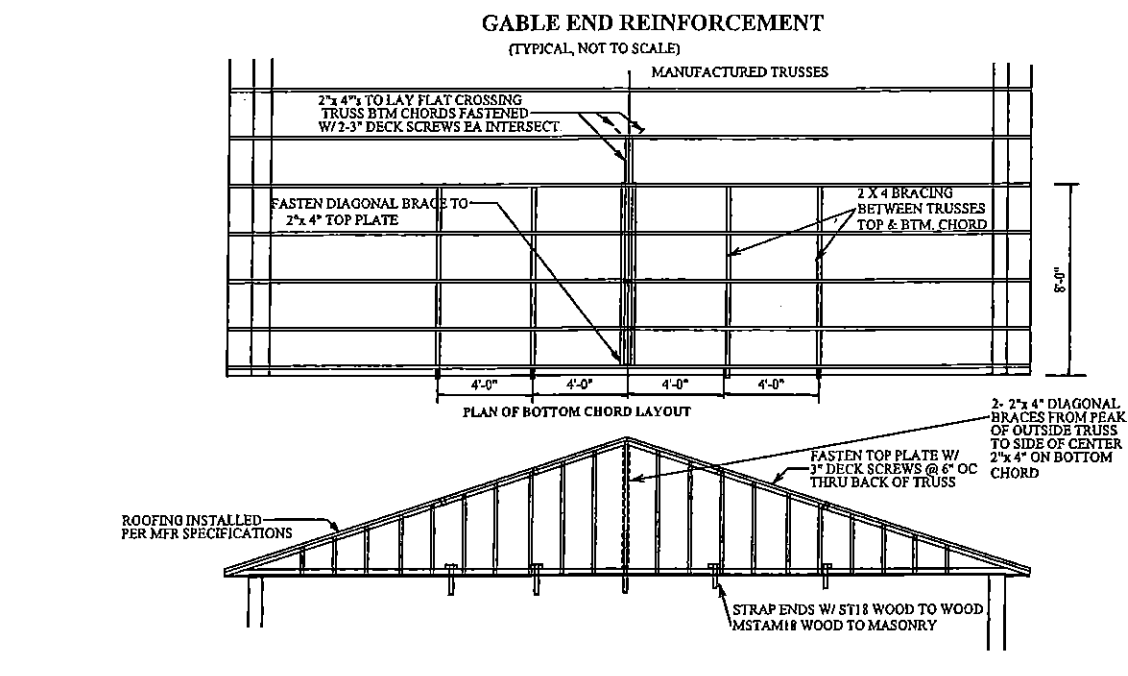 GABLE END REINFORCEMENT
(TYPICAL, NOT TO SCALE)
MANUFACTURED TRUSSES
2"x 4"'s TO LAY FLAT CROSSING
TRUSS BTM CHORDS FASTENED
W/ 2-3" DECK SCREWS EA INTERSECT
FASTEN DIAGONAL BRACE TO
2"x 4" TOP PLATE
2 X 4 BRACING
BETWEEN TRUSSES
TOP & BTM. CHORD
8'-0"
4'-0" 4'-0" 4'-0" 4'-0"
PLAN OF BOTTOM CHORD LAYOUT
2- 2"x 4" DIAGONAL
BRACES FROM PEAK
OF OUTSIDE TRUSS
TO SIDE OF CENTER
2"x 4" ON BOTTOM
CHORD
FASTEN TOP PLATE W/
3" DECK SCREWS @ 6" OC
THRU BACK OF TRUSS
ROOFING INSTALLED
PER MFR SPECIFICATIONS
STRAP ENDS W/ ST18 WOOD TO WOOD
MSTAM18 WOOD TO MASONRY